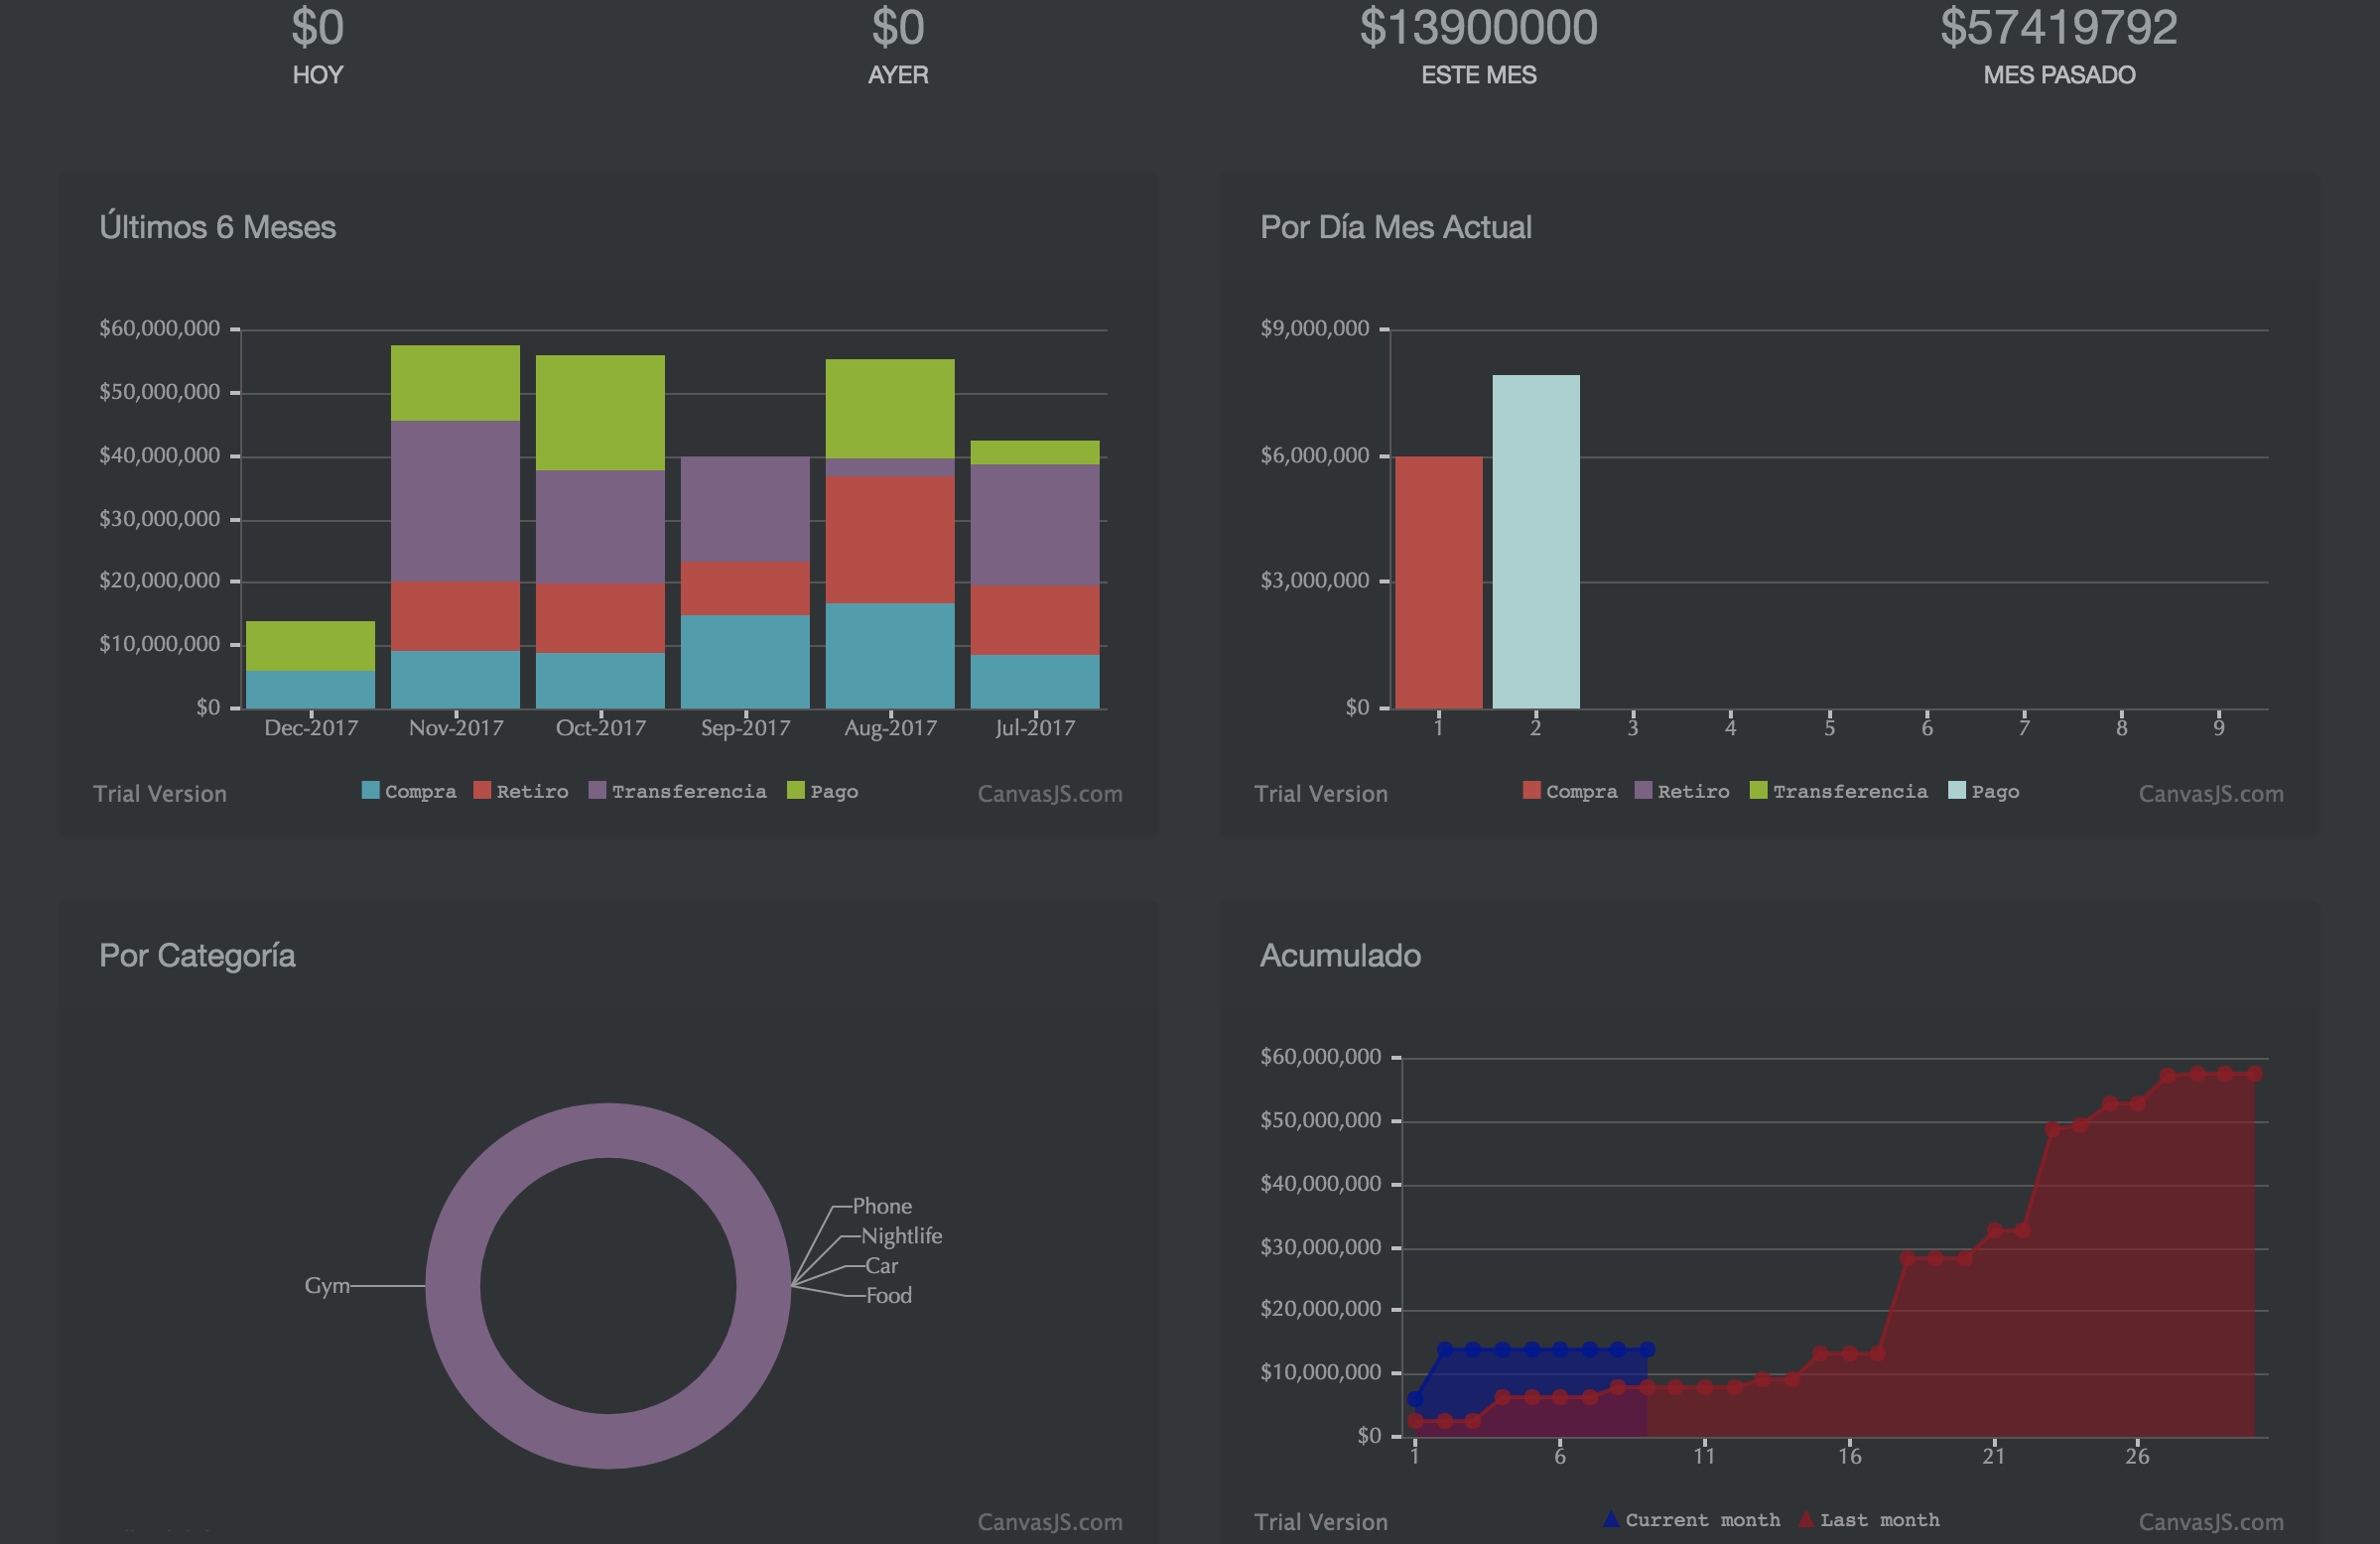 $0
HOY
$0
AYER
$13900000
ESTE MES
$57419792
MES PASADO
Últimos 6 Meses
$60,000,000
$50,000,000
$40,000,000
$30,000,000
$20,000,000
$10,000,000
$0
Dec-2017 Nov-2017 Oct-2017 Sep-2017 Aug-2017 Jul-2017
Trial Version
Compra Retiro Transferencia Pago
CanvasJS.com
Por Día Mes Actual
$9,000,000
$6,000,000
$3,000,000
$0
1 2 3 4 5 6 7 8 9
Trial Version
Compra Retiro Transferencia Pago
CanvasJS.com
Por Categoría
Phone
Nightlife
Car
Food
Gym
CanvasJS.com
Acumulado
$60,000,000
$50,000,000
$40,000,000
$30,000,000
$20,000,000
$10,000,000
$0
1 6 11 16 21 26
Trial Version
Current month Last month
CanvasJS.com